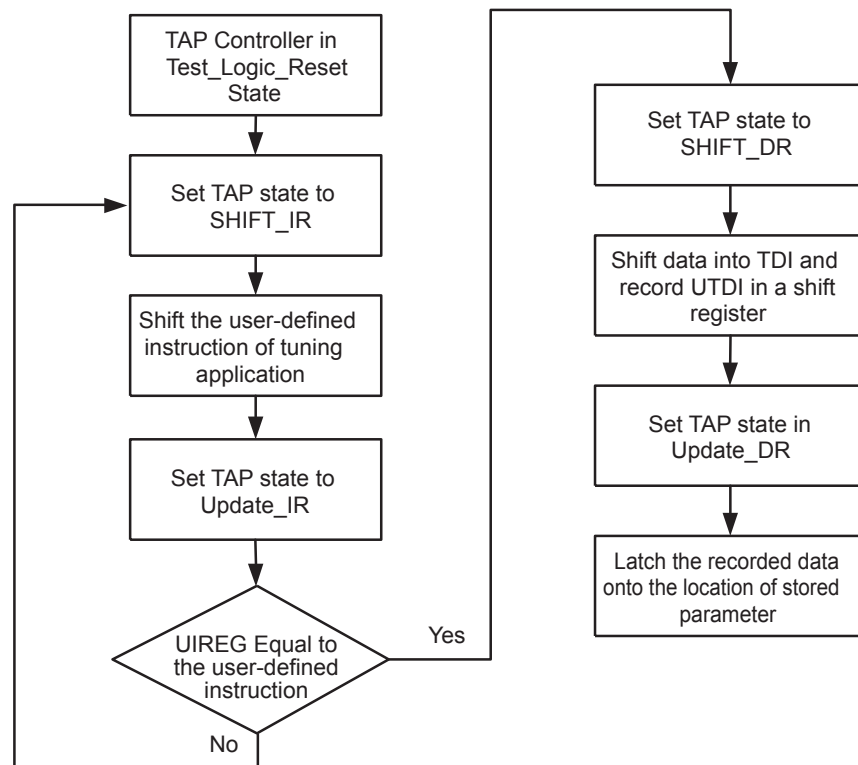 TAP Controller in
Test_Logic_Reset
State
Set TAP state to
SHIFT_IR
Shift the user-defined
instruction of tuning
application
Set TAP state to
Update_IR
UIREG Equal to
the user-defined
instruction
Yes
No
Set TAP state to
SHIFT_DR
Shift data into TDI and
record UTDI in a shift
register
Set TAP state in
Update_DR
Latch the recorded data
onto the location of stored
parameter